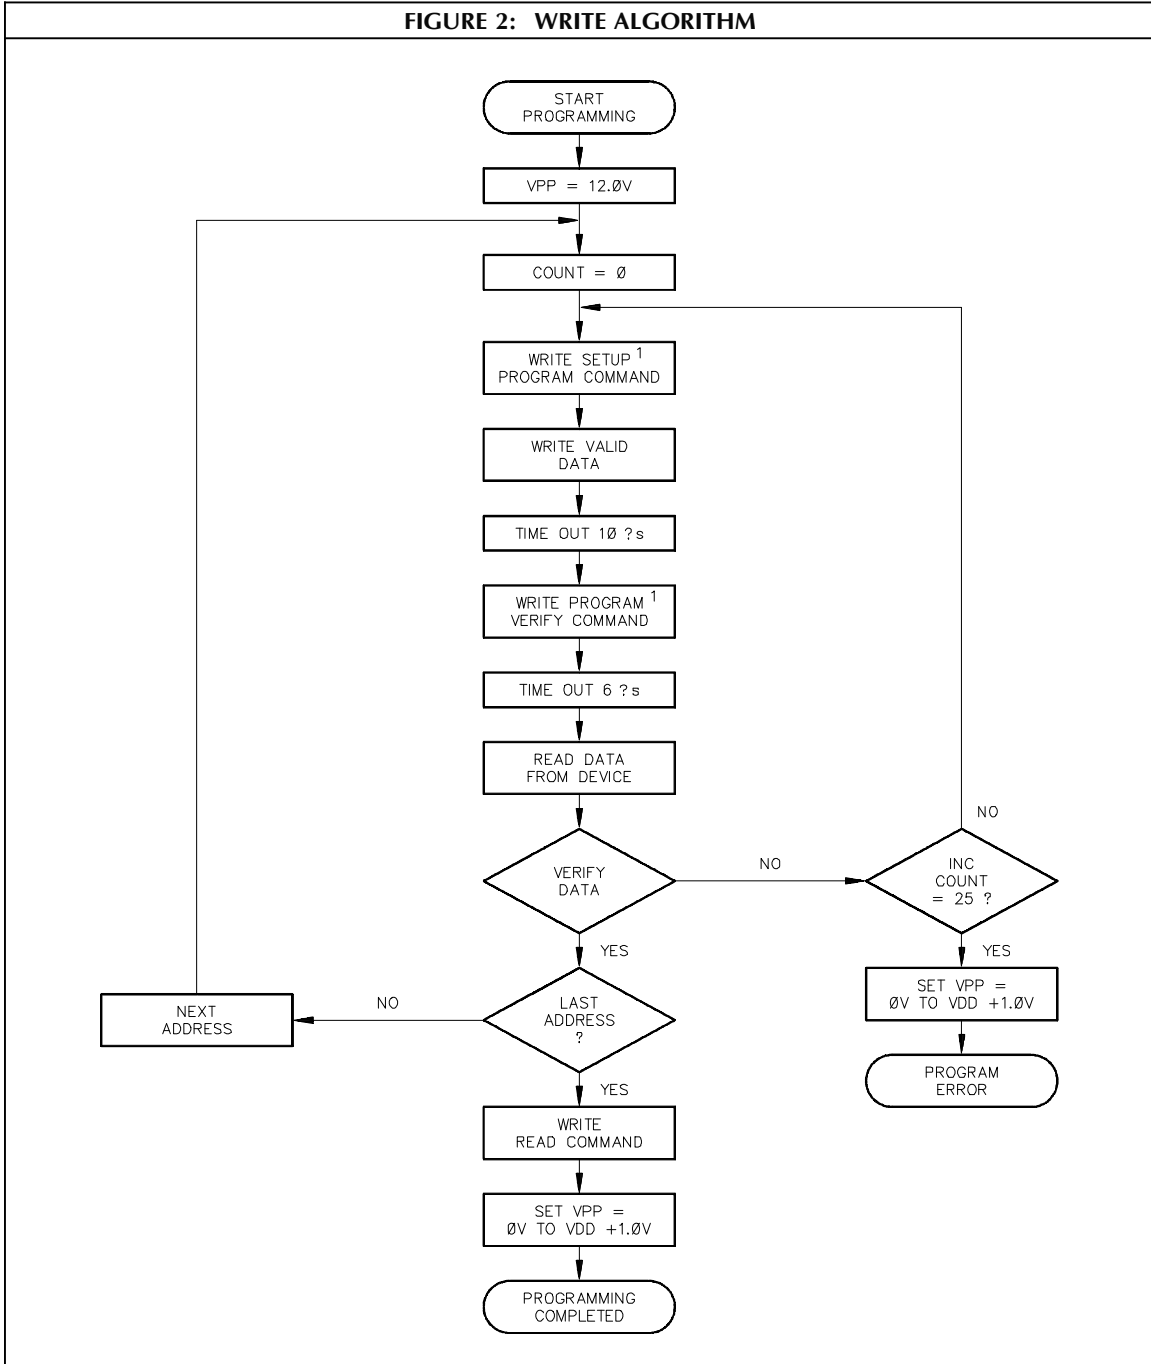 FIGURE 2: WRITE ALGORITHM
START
PROGRAMMING
VPP = 12.ØV
COUNT = Ø
WRITE SETUP 1
PROGRAM COMMAND
WRITE VALID
DATA
TIME OUT 1Ø ?s
WRITE PROGRAM 1
VERIFY COMMAND
TIME OUT 6 ?s
READ DATA
FROM DEVICE
VERIFY
DATA
NO
INC
COUNT
= 25 ?
NO
YES
SET VPP =
ØV TO VDD +1.ØV
PROGRAM
ERROR
YES
LAST
ADDRESS
?
NO
NEXT
ADDRESS
YES
WRITE
READ COMMAND
SET VPP =
ØV TO VDD +1.ØV
PROGRAMMING
COMPLETED